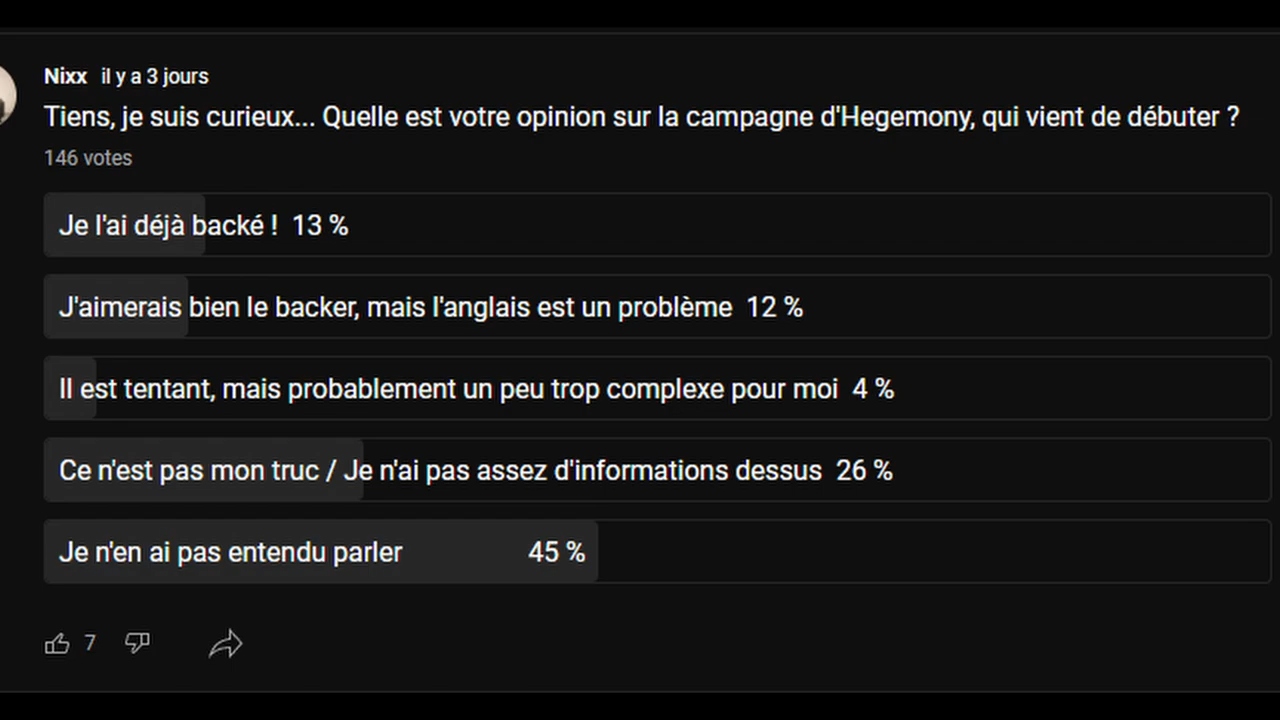 Nixx il y a 3 jours
Tiens, je suis curieux... Quelle est votre opinion sur la campagne d'Hegemony, qui vient de débuter ?
146 votes
Je l'ai déjà backé ! 13 %
J'aimerais bien le backer, mais l'anglais est un problème 12 %
Il est tentant, mais probablement un peu trop complexe pour moi 4 %
Ce n'est pas mon truc / Je n'ai pas assez d'informations dessus 26 %
Je n'en ai pas entendu parler 45 %
7